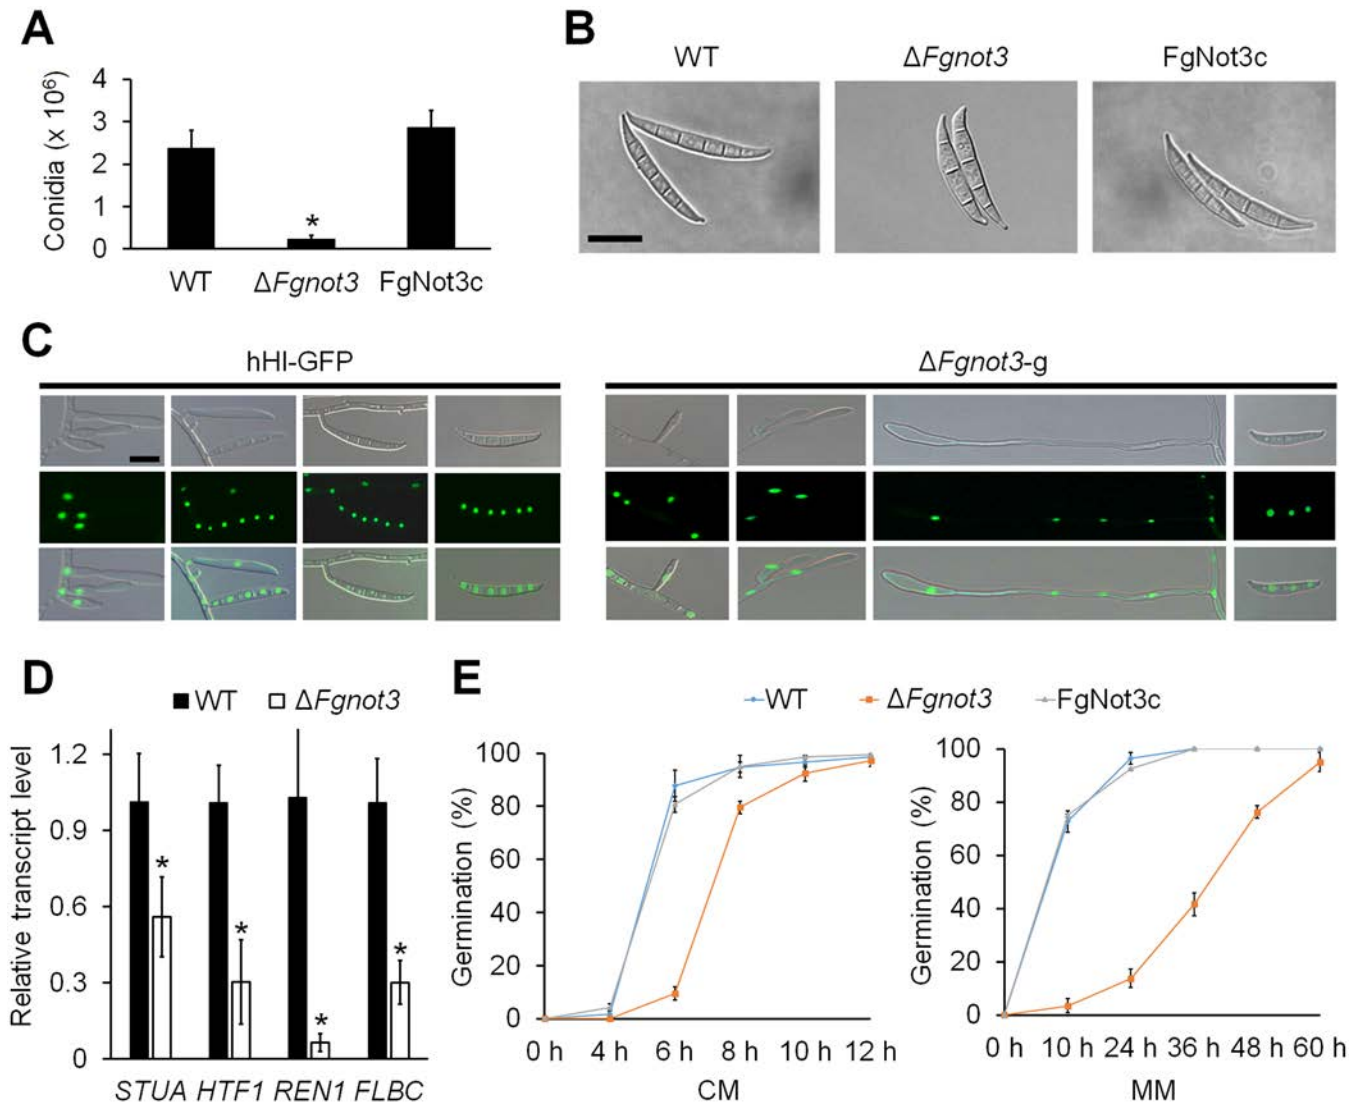 A
Conidia (x 10⁶)
4
3
2
1
0
*
WT
ΔFgnot3
FgNot3c
B
WT
ΔFgnot3
FgNot3c
C
hHI-GFP
ΔFgnot3-g
D
WT
ΔFgnot3
Relative transcript level
1.2
0.9
0.6
0.3
0
*
*
*
*
STUA HTF1 REN1 FLBC
E
WT
ΔFgnot3
FgNot3c
Germination (%)
100
80
60
40
20
0
0 h 4 h 6 h 8 h 10 h 12 h
CM
Germination (%)
100
80
60
40
20
0
0 h 10 h 24 h 36 h 48 h 60 h
MM